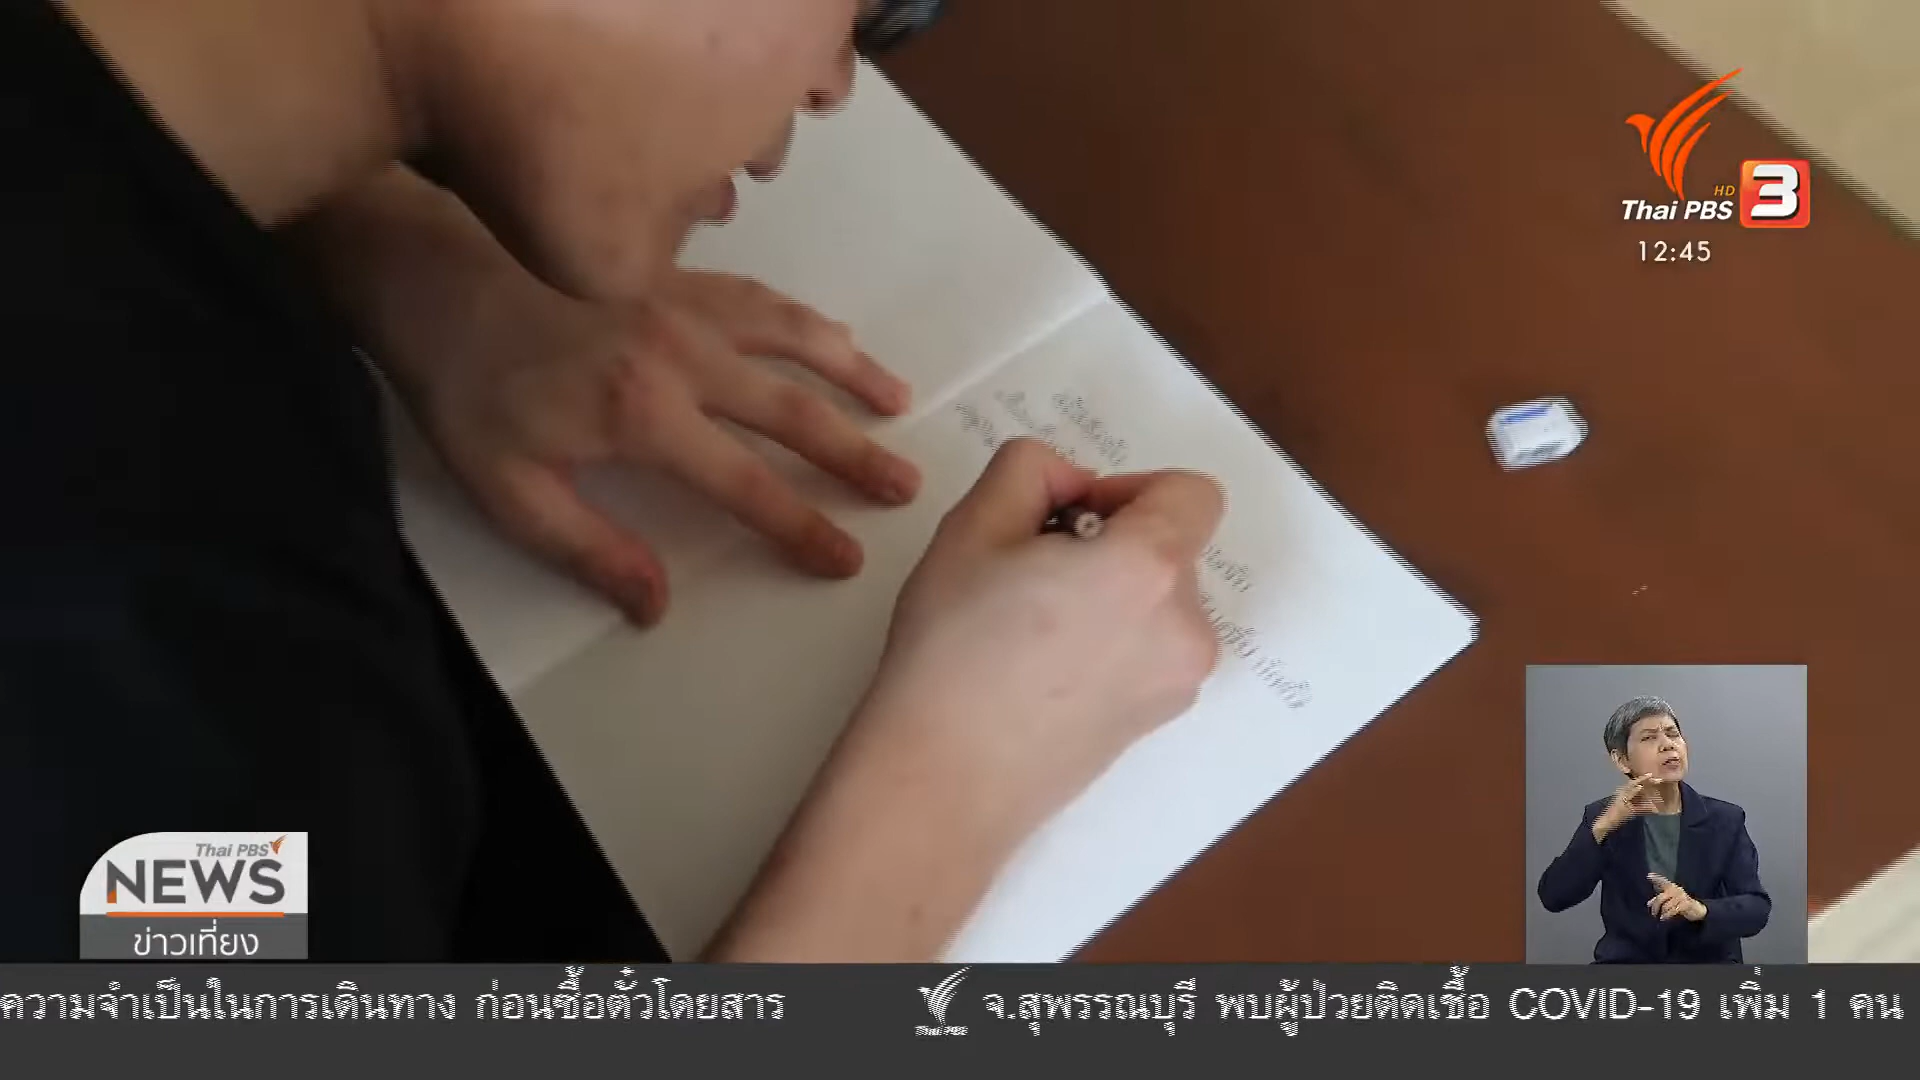 HD
Thai PBS 3
12:45
Thai PBS
NEWS
ข่าวเที่ยง
ความจำเป็นในการเดินทาง ก่อนซื้อตั๋วโดยสาร
Thai PBS
จ.สุพรรณบุรี พบผู้ป่วยติดเชื้อ COVID-19 เพิ่ม 1 คน